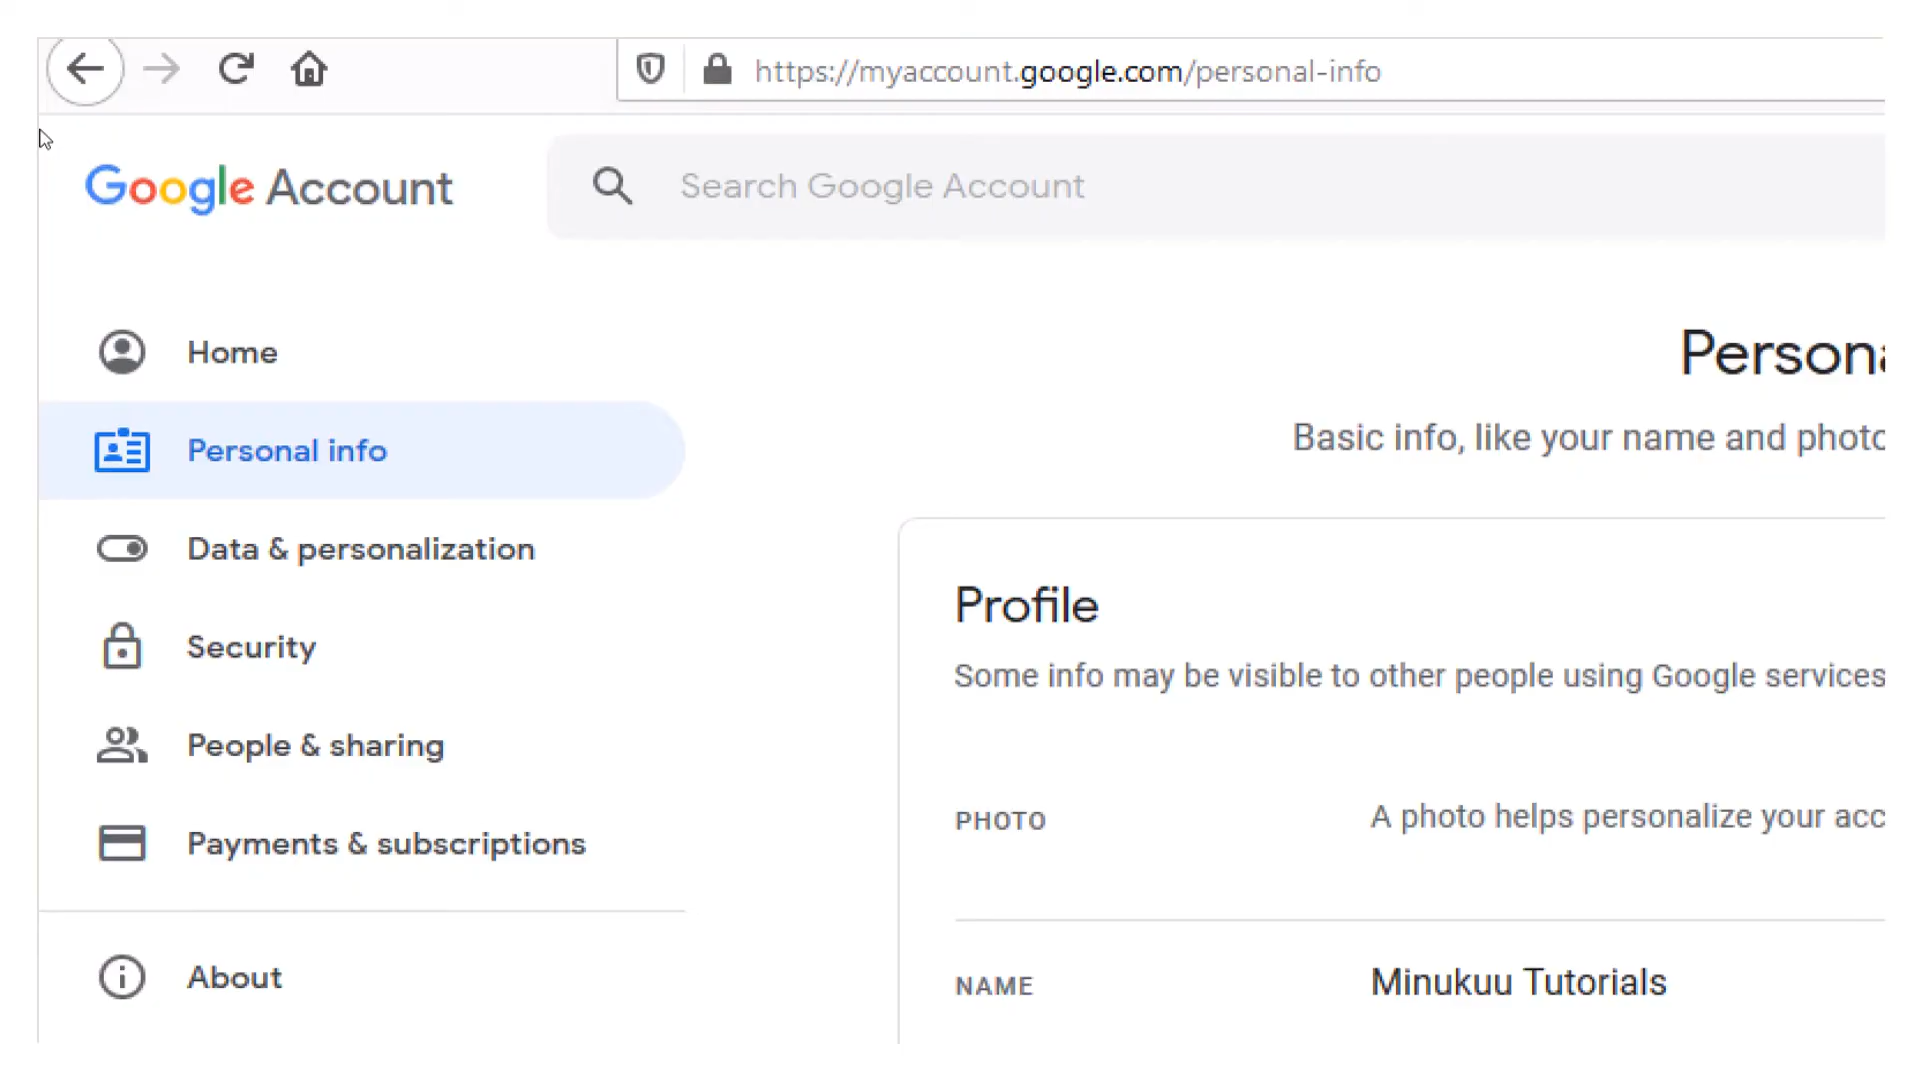 https://myaccount.google.com/personal-info
Google Account
Search Google Account
Home
Personal info
Data & personalization
Security
People & sharing
Payments & subscriptions
About
Persona
Basic info, like your name and photo
Profile
Some info may be visible to other people using Google services
PHOTO
A photo helps personalize your acc
NAME
Minukuu Tutorials